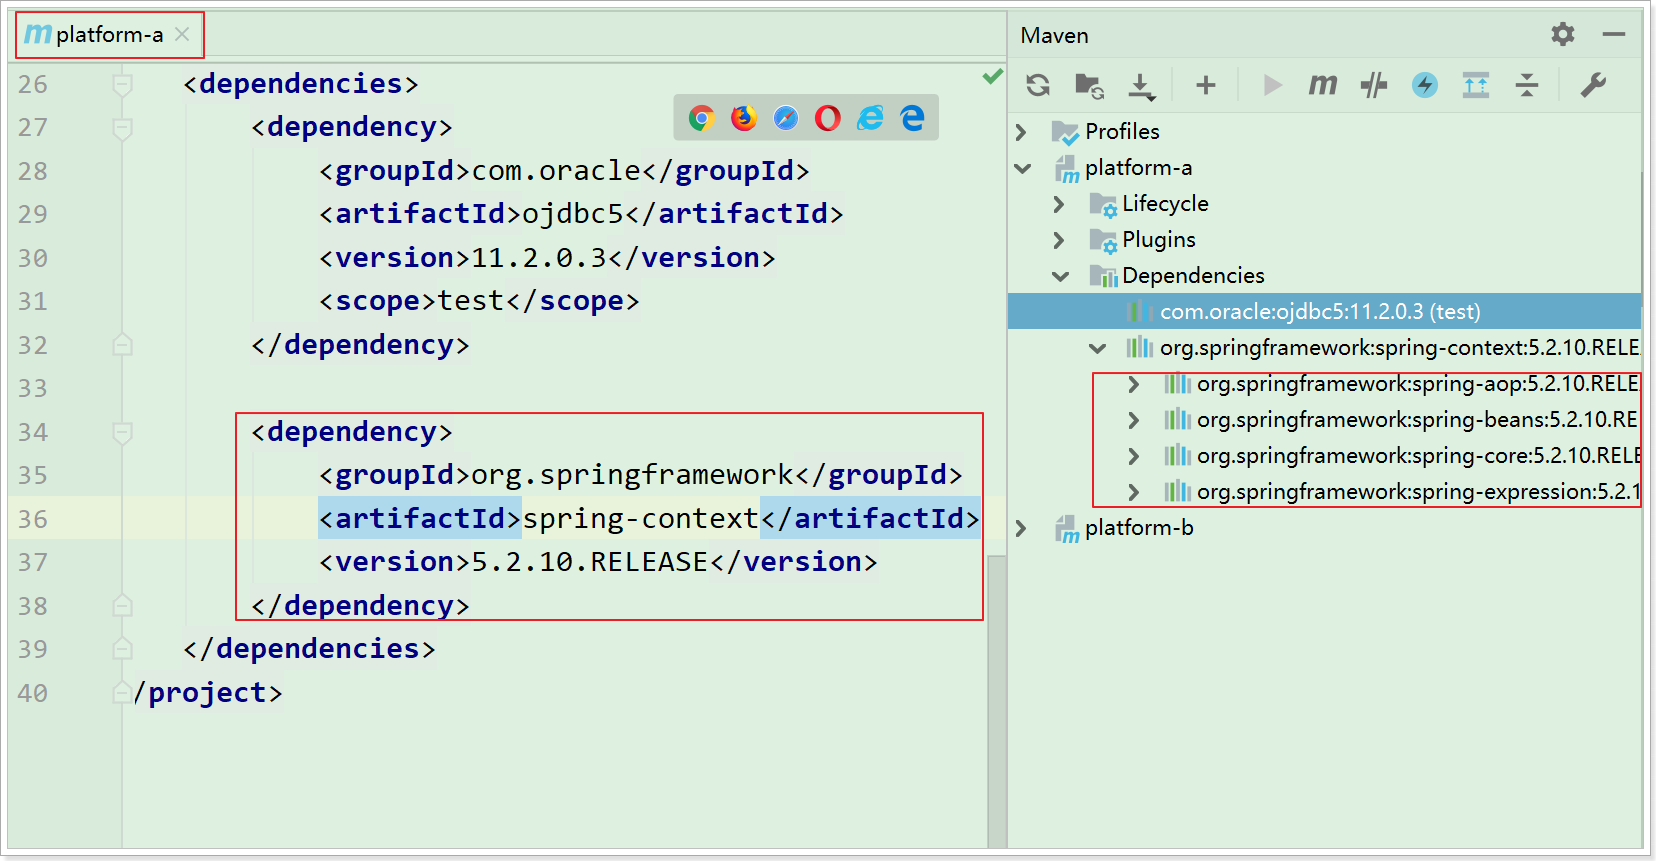 platform-a
26 <dependencies>
27 <dependency>
28 <groupId>com.oracle</groupId>
29 <artifactId>ojdbc5</artifactId>
30 <version>11.2.0.3</version>
31 <scope>test</scope>
32 </dependency>
33
34 <dependency>
35 <groupId>org.springframework</groupId>
36 <artifactId>spring-context</artifactId>
37 <version>5.2.10.RELEASE</version>
38 </dependency>
39 </dependencies>
40 /project>
Maven
Profiles
platform-a
Lifecycle
Plugins
Dependencies
com.oracle:ojdbc5:11.2.0.3 (test)
org.springframework:spring-context:5.2.10.RELE
org.springframework:spring-aop:5.2.10.RELE
org.springframework:spring-beans:5.2.10.RE
org.springframework:spring-core:5.2.10.RELE
org.springframework:spring-expression:5.2.1
platform-b